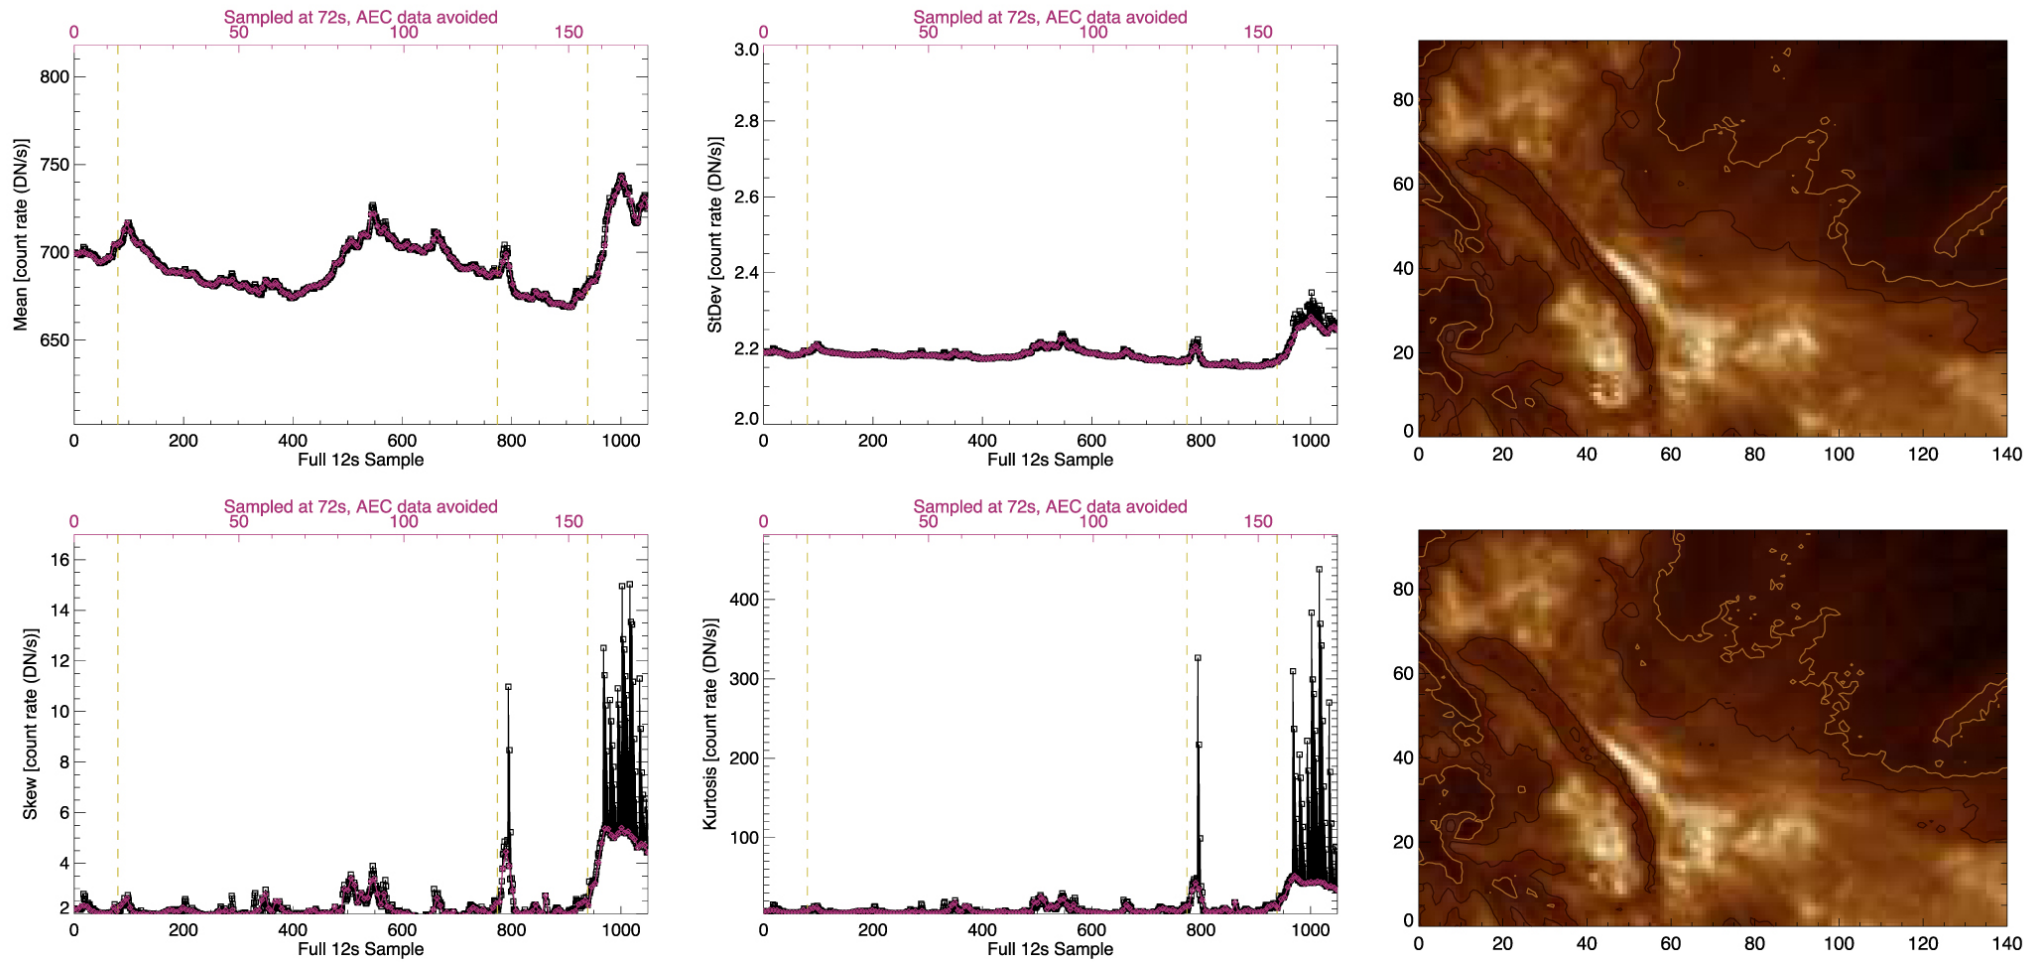 Sampled at 72s, AEC data avoided
0 50 100 150
800
750
700
650
Mean [count rate (DN/s)]
0 200 400 600 800 1000
Full 12s Sample
Sampled at 72s, AEC data avoided
0 50 100 150
3.0
2.8
2.6
2.4
2.2
2.0
StDev [count rate (DN/s)]
0 200 400 600 800 1000
Full 12s Sample
80
60
40
20
0
0 20 40 60 80 100 120 140
Sampled at 72s, AEC data avoided
0 50 100 150
16
14
12
10
8
6
4
2
Skew [count rate (DN/s)]
0 200 400 600 800 1000
Full 12s Sample
Sampled at 72s, AEC data avoided
0 50 100 150
400
300
200
100
Kurtosis [count rate (DN/s)]
0 200 400 600 800 1000
Full 12s Sample
80
60
40
20
0
0 20 40 60 80 100 120 140